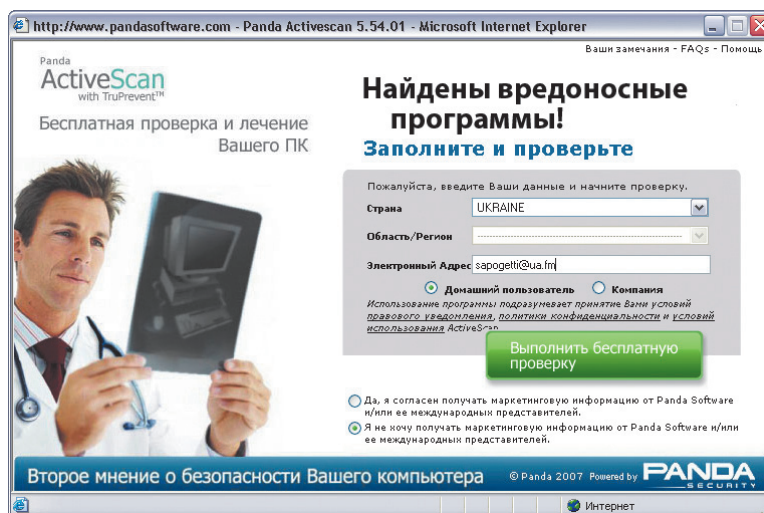 http://www.pandasoftware.com - Panda Activescan 5.54.01 - Microsoft Internet Explorer
Ваши замечания - FAQs - Помощь
Panda
ActiveScan
with TruPrevent™
Бесплатная проверка и лечение
Вашего ПК
Найдены вредоносные
программы!
Заполните и проверьте
Пожалуйста, введите Ваши данные и начните проверку.
Страна
UKRAINE
Область/Регион
Электронный Адрес
sapogetti@ua.fm
Домашний пользователь
Компания
Использование программы подразумевает принятие Вами условий
правового уведомления, политики конфиденциальности и условий
использования ActiveScan
Выполнить бесплатную
проверку
Да, я согласен получать маркетинговую информацию от Panda Software
и/или ее международных представителей.
Я не хочу получать маркетинговую информацию от Panda Software и/или
ее международных представителей.
Второе мнение о безопасности Вашего компьютера
© Panda 2007 Powered by
PANDA
SECURITY
Интернет